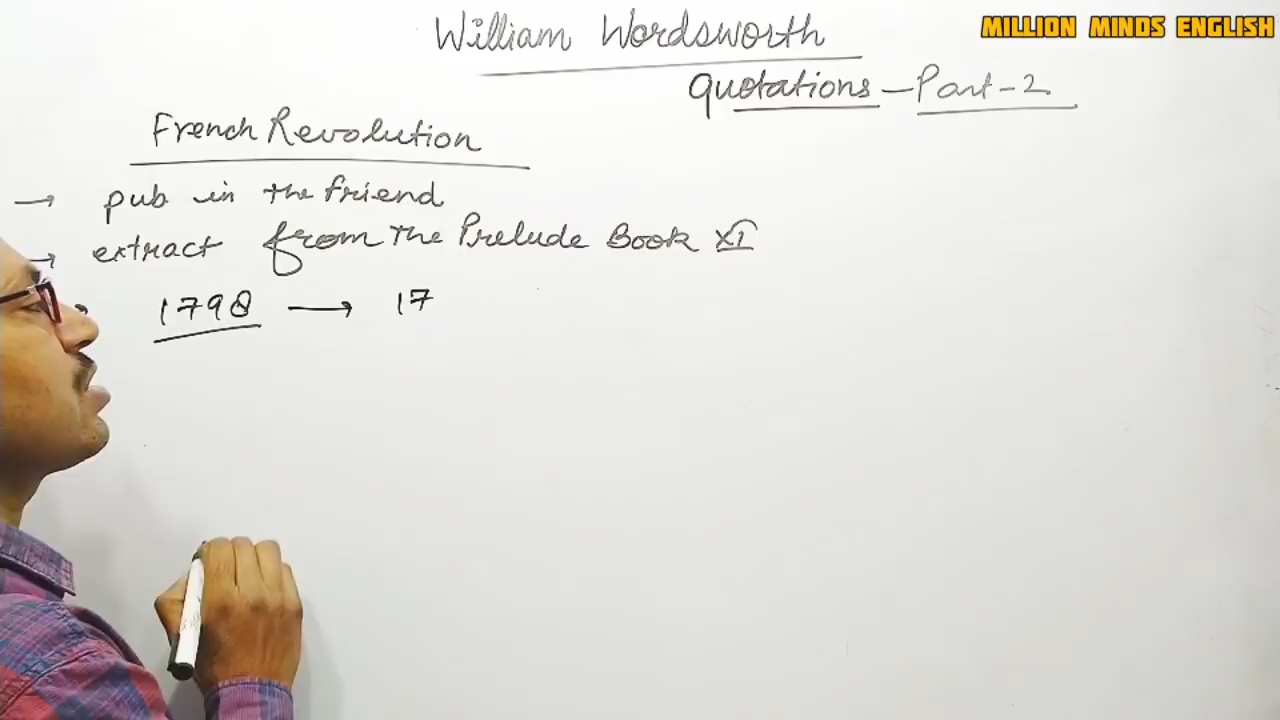 MILLION MINDS ENGLISH
William Wordsworth
Quotations - Part-2
French Revolution
→ pub in the friend
→ extract from the Prelude Book XI
1798 → 17